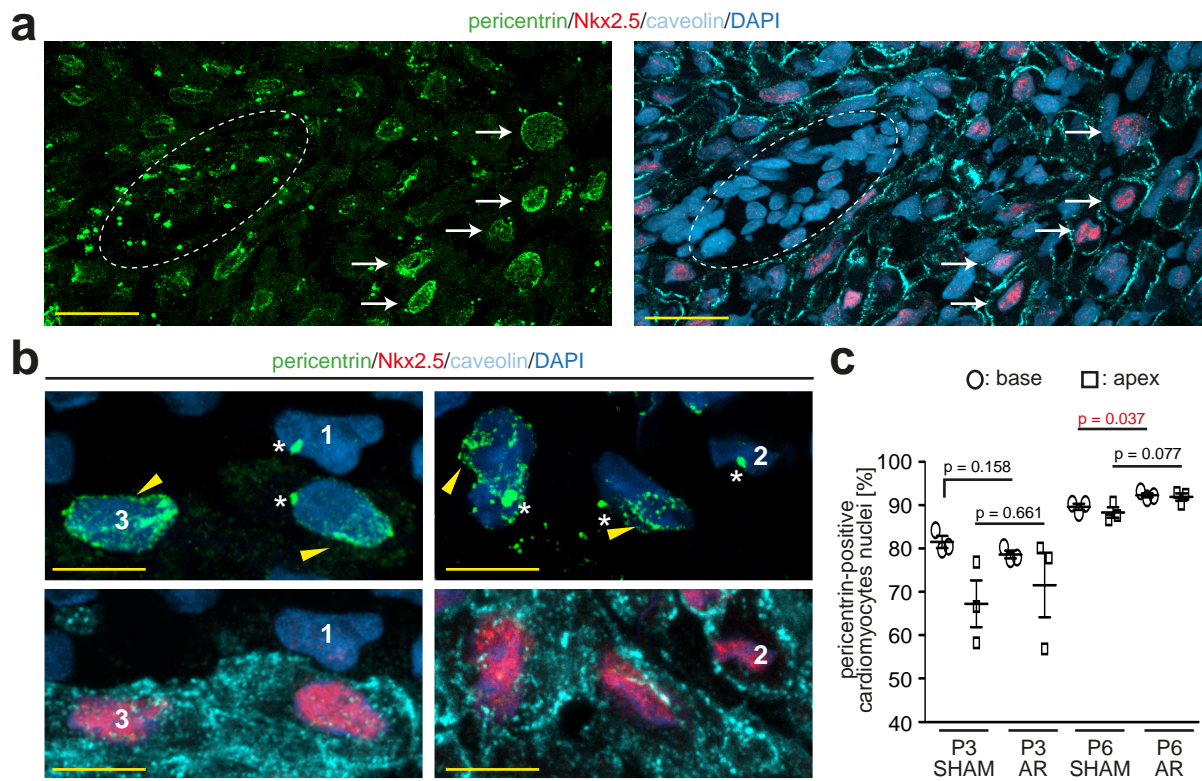 a
pericentrin/Nkx2.5/caveolin/DAPI
b
pericentrin/Nkx2.5/caveolin/DAPI
1
*
*
3
2
*
*
*
1
3
2
c
: base
: apex
p = 0.037
p = 0.077
p = 0.158
p = 0.661
pericentrin-positive
cardiomyocytes nuclei [%]
100
90
80
70
60
50
40
P3
SHAM
P3
AR
P6
SHAM
P6
AR